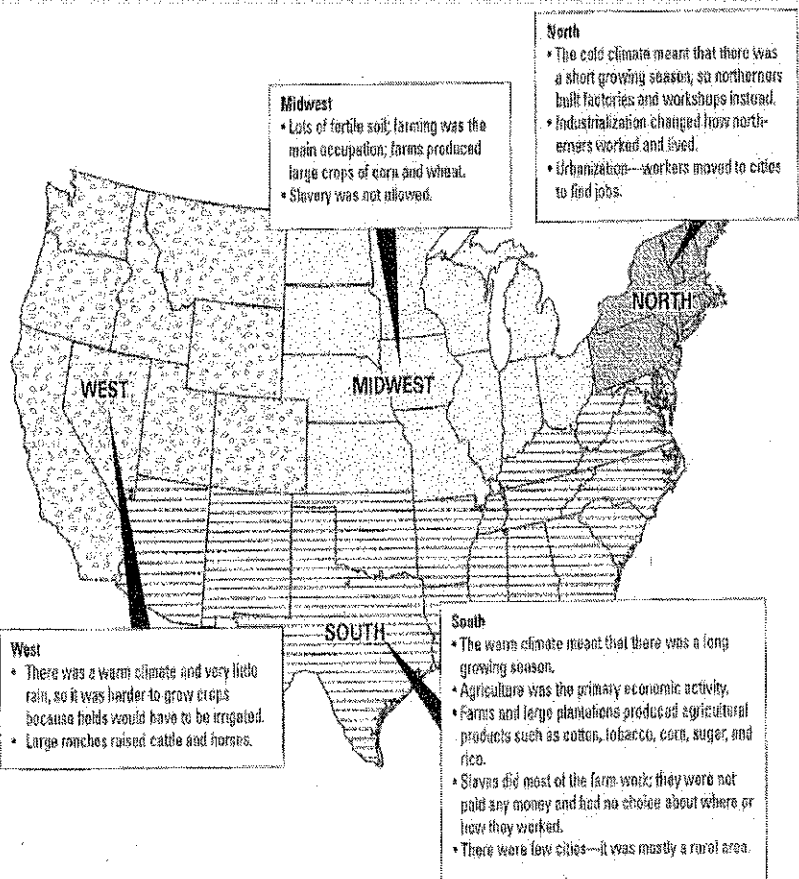 North
• The cold climate meant that there was
a short growing season, so northerners
built factories and workshops instead.
• Industrialization changed how north-
erners worked and lived.
• Urbanization—workers moved to cities
to find jobs.
Midwest
• Lots of fertile soil; farming was the
main occupation; farms produced
large crops of corn and wheat.
• Slavery was not allowed.
NORTH
WEST
MIDWEST
SOUTH
West
• There was a warm climate and very little
rain, so it was harder to grow crops
because fields would have to be irrigated.
• Large ranches raised cattle and horses.
South
• The warm climate meant that there was a long
growing season.
• Agriculture was the primary economic activity.
• Farms and large plantations produced agricultural
products such as cotton, tobacco, corn, sugar, and
rice.
• Slaves did most of the farm work; they were not
paid any money and had no choice about where or
how they worked.
• There were few cities—it was mostly a rural area.